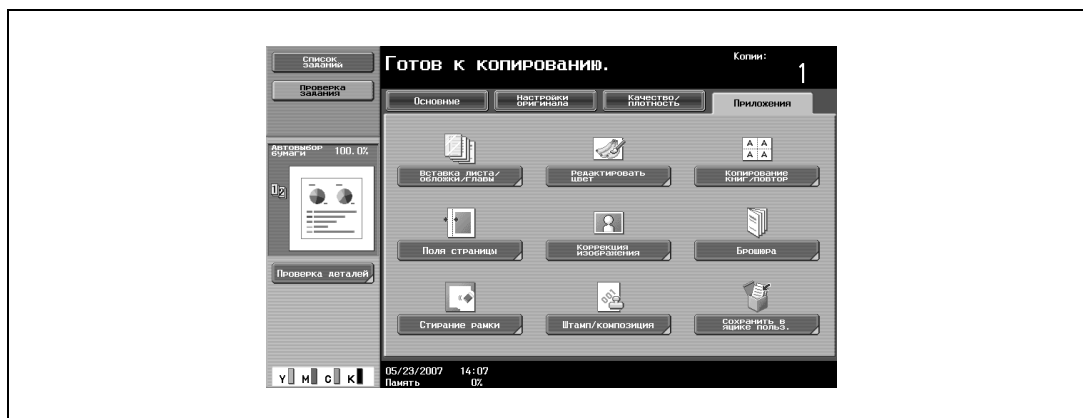 Список
заданий
Готов к копированию.
Копии:
1
Проверка
задания
Основные
Настройки
оригинала
Качество/
плотность
Приложения
Автовыбор
бумаги 100.0%
Вставка листа/
обложки/главы
Редактировать
цвет
Копирование
книг/повтор
Поля страницы
Коррекция
изображения
Брошюра
Проверка деталей
Стирание рамки
Штамп/композиция
Сохранить в
ящике польз.
Y M C K
05/23/2007 14:07
Память 0%